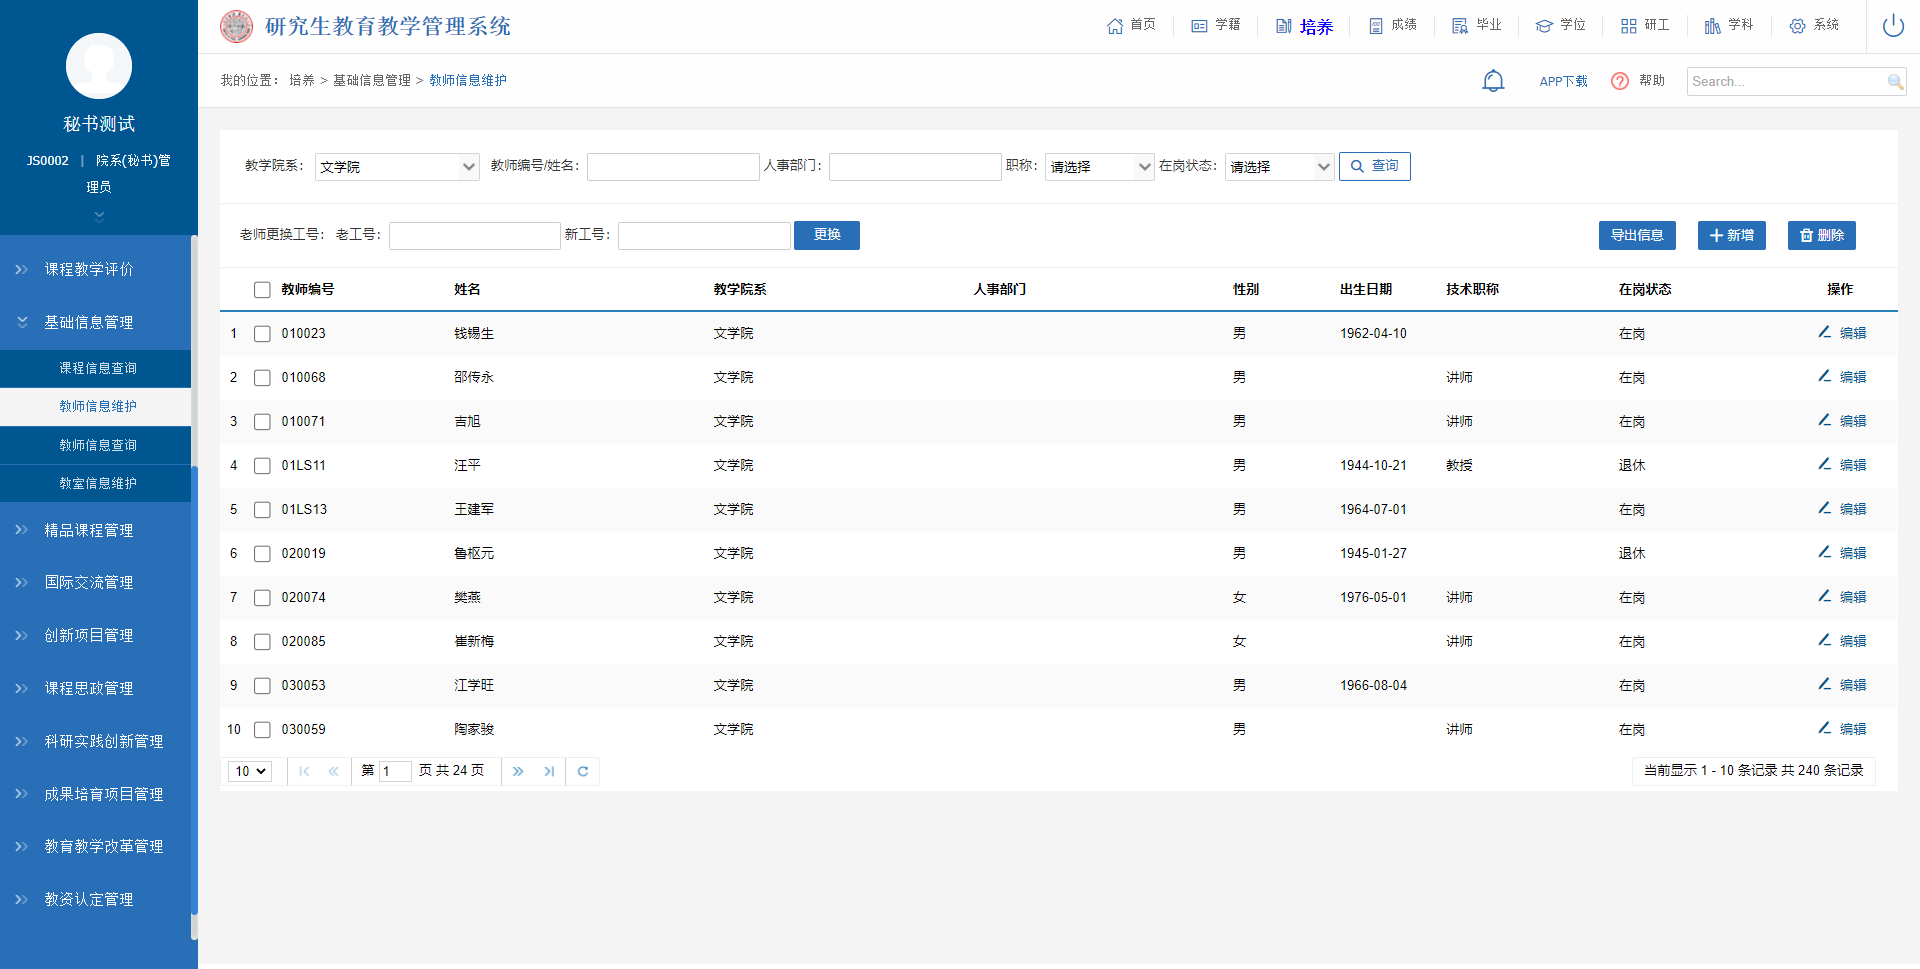 研究生教育教学管理系统
首页 学籍 培养 成绩 毕业 学位 研工 学科 系统
秘书测试
JS0002 | 院系(秘书)管
理员
我的位置： 培养 > 基础信息管理 > 教师信息维护
APP下载 帮助 Search...
课程教学评价
基础信息管理
课程信息查询
教师信息维护
教师信息查询
教室信息维护
精品课程管理
国际交流管理
创新项目管理
课程思政管理
科研实践创新管理
成果培育项目管理
教育教学改革管理
教资认定管理
教学院系： 文学院 教师编号/姓名： 人事部门： 职称： 请选择 在岗状态： 请选择 查询
老师更换工号： 老工号： 新工号： 更换 导出信息 新增 删除
教师编号 姓名 教学院系 人事部门 性别 出生日期 技术职称 在岗状态 操作
1 010023 钱锡生 文学院 男 1962-04-10 在岗 编辑
2 010068 邵传永 文学院 男 讲师 在岗 编辑
3 010071 吉旭 文学院 男 讲师 在岗 编辑
4 01LS11 汪平 文学院 男 1944-10-21 教授 退休 编辑
5 01LS13 王建军 文学院 男 1964-07-01 在岗 编辑
6 020019 鲁枢元 文学院 男 1945-01-27 退休 编辑
7 020074 樊燕 文学院 女 1976-05-01 讲师 在岗 编辑
8 020085 崔新梅 文学院 女 讲师 在岗 编辑
9 030053 江学旺 文学院 男 1966-08-04 在岗 编辑
10 030059 陶家骏 文学院 男 讲师 在岗 编辑
10 第 1 页 共 24 页 当前显示 1 - 10 条记录 共 240 条记录